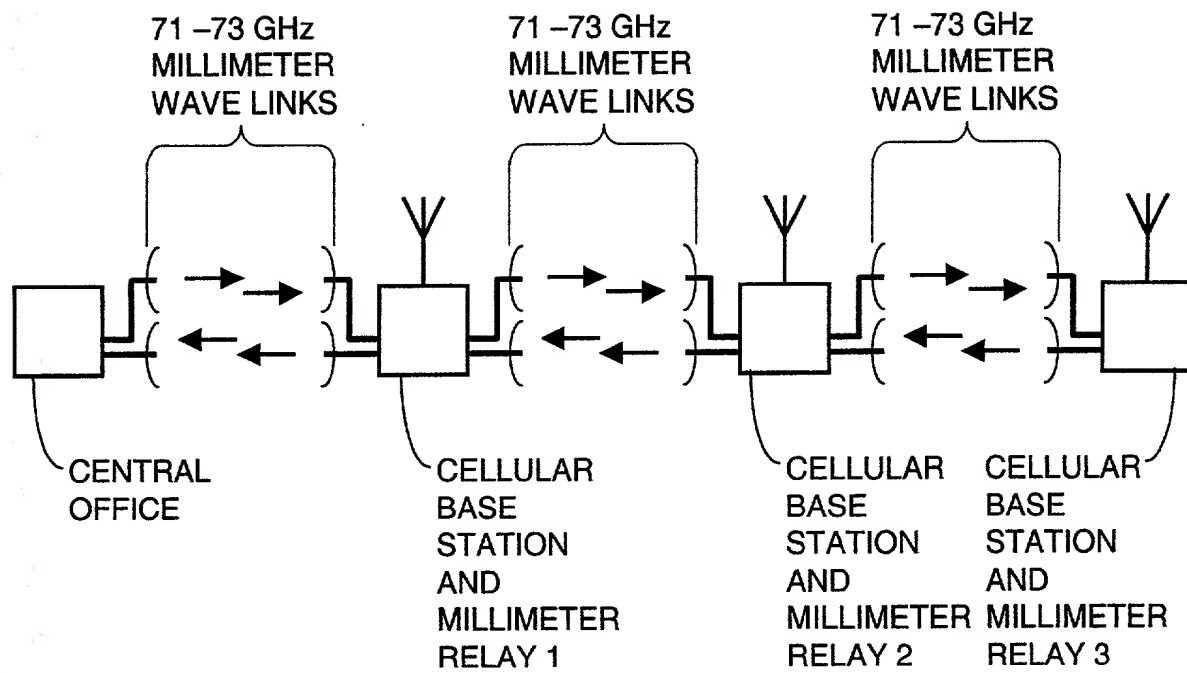 71 –73 GHz
MILLIMETER
WAVE LINKS
71 –73 GHz
MILLIMETER
WAVE LINKS
71 –73 GHz
MILLIMETER
WAVE LINKS
CENTRAL
OFFICE
CELLULAR
BASE
STATION
AND
MILLIMETER
RELAY 1
CELLULAR
BASE
STATION
AND
MILLIMETER
RELAY 2
CELLULAR
BASE
STATION
AND
MILLIMETER
RELAY 3